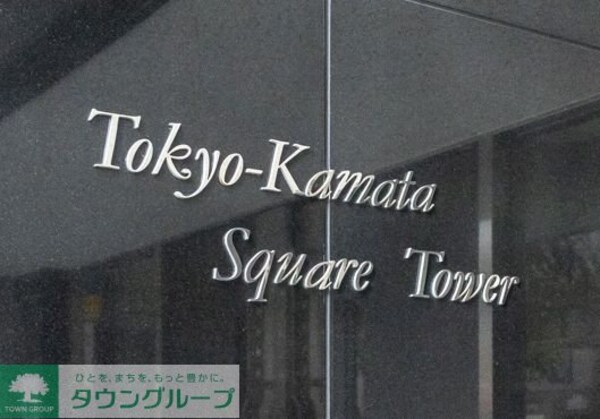 Tokyo-Kamata
Square Tower
ひとを、まちを、もっと豊かに。
タウングループ
TOWN GROUP